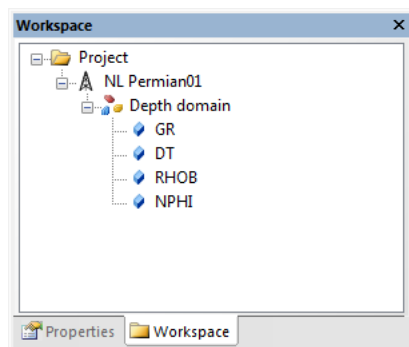 Workspace
Project
NL Permian01
Depth domain
GR
DT
RHOB
NPHI
Properties Workspace